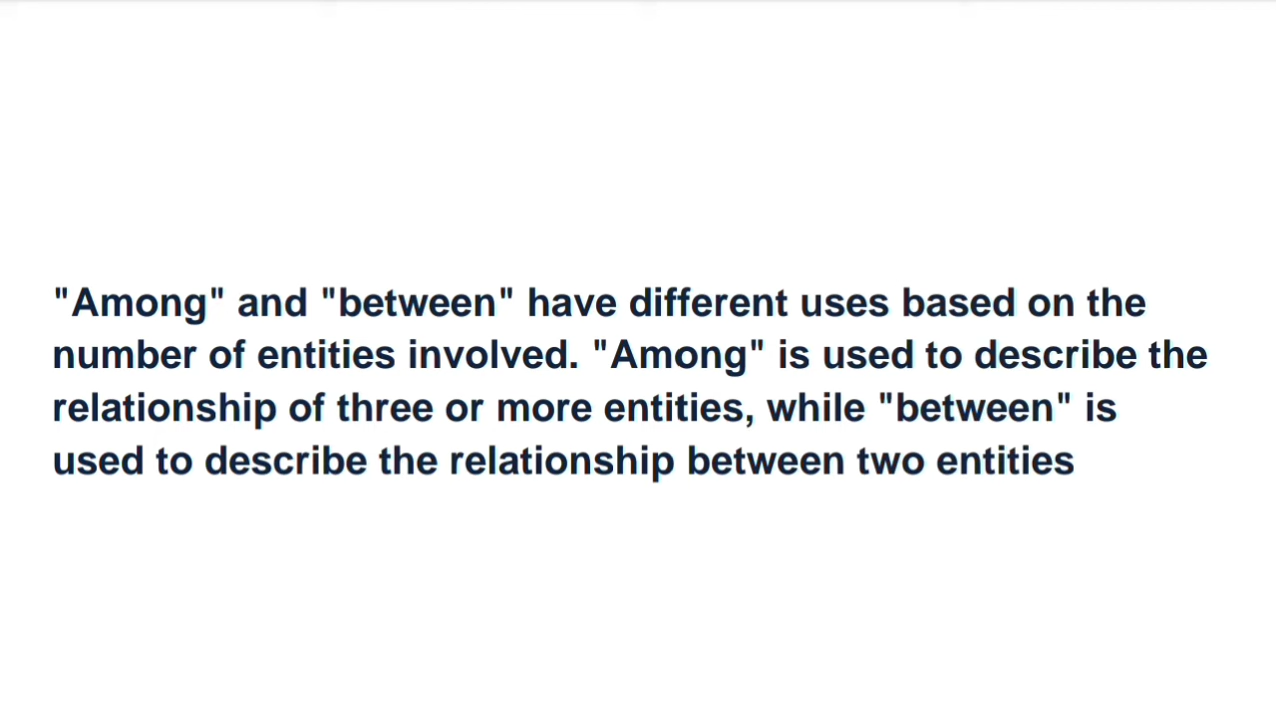 "Among" and "between" have different uses based on the
number of entities involved. "Among" is used to describe the
relationship of three or more entities, while "between" is
used to describe the relationship between two entities